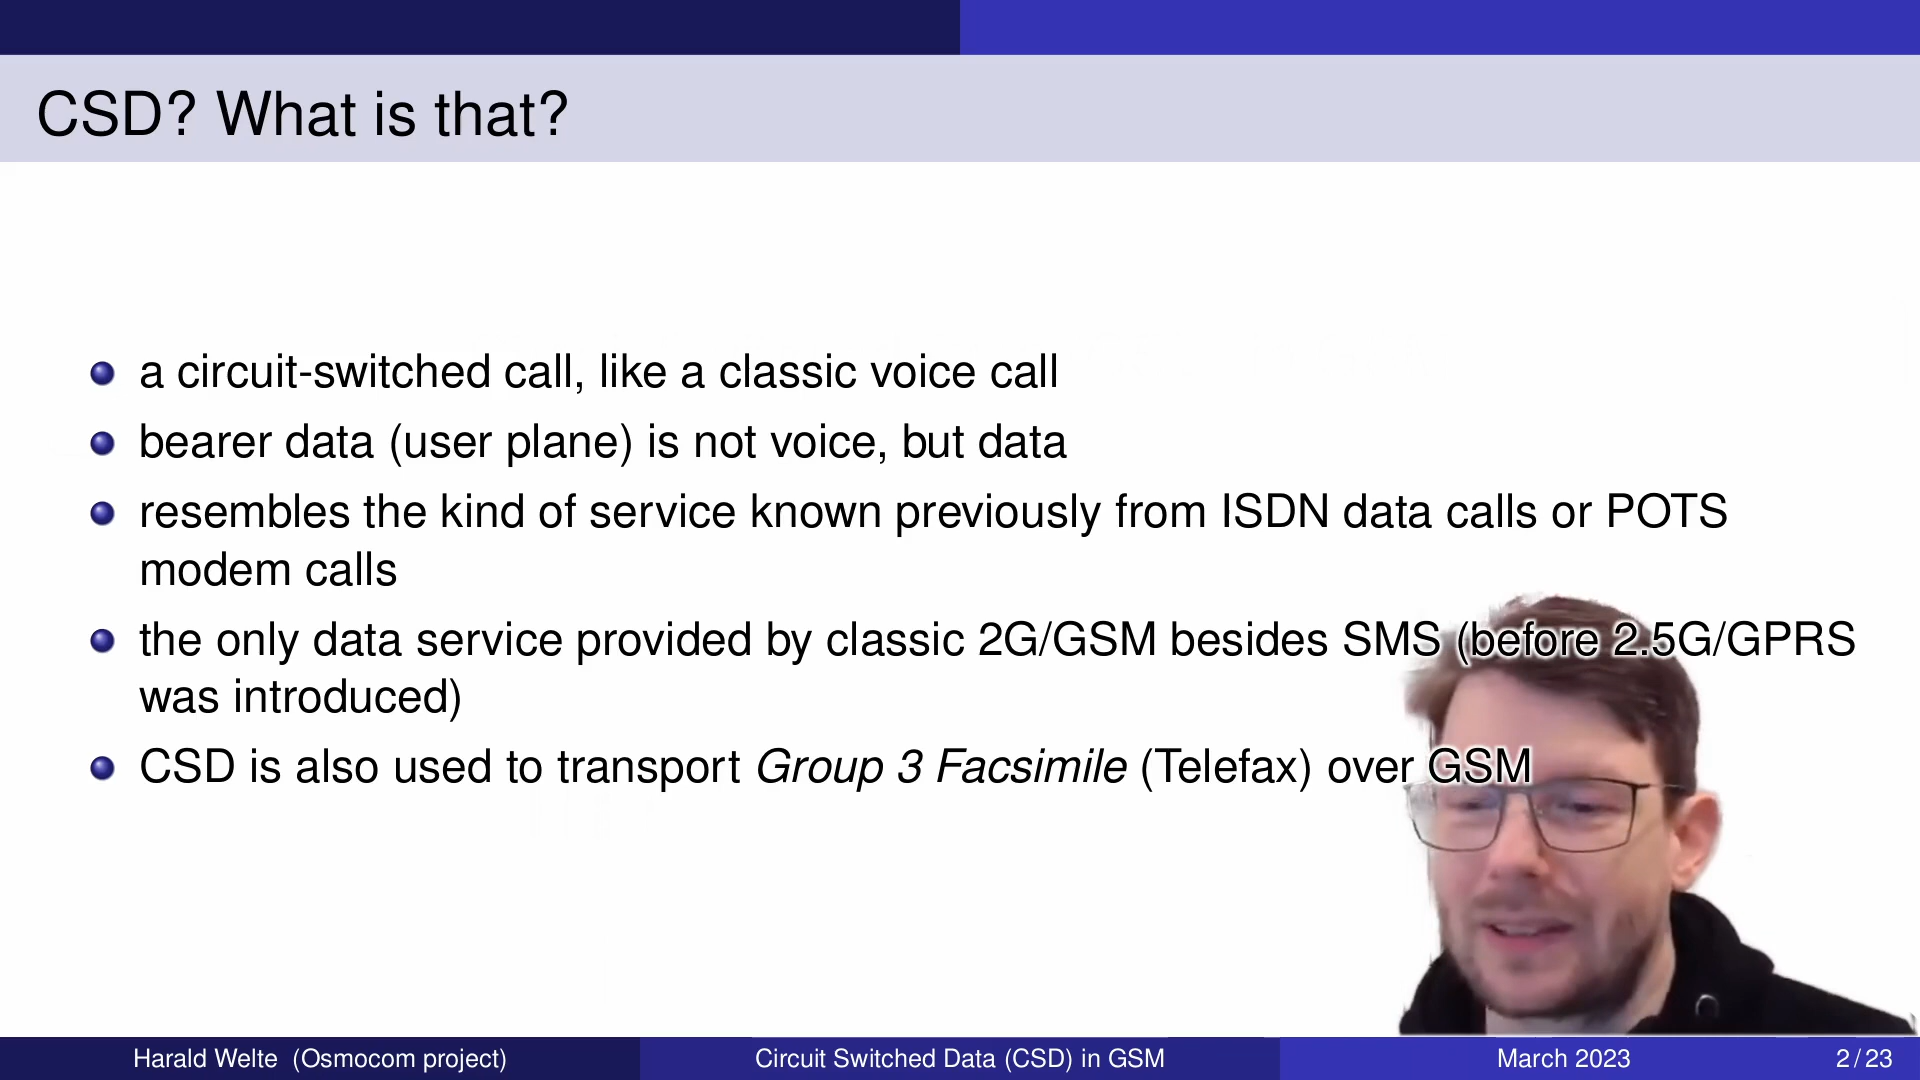 CSD? What is that?
a circuit-switched call, like a classic voice call
bearer data (user plane) is not voice, but data
resembles the kind of service known previously from ISDN data calls or POTS
modem calls
the only data service provided by classic 2G/GSM besides SMS (before 2.5G/GPRS
was introduced)
CSD is also used to transport Group 3 Facsimile (Telefax) over GSM
Harald Welte (Osmocom project) Circuit Switched Data (CSD) in GSM March 2023 2 / 23